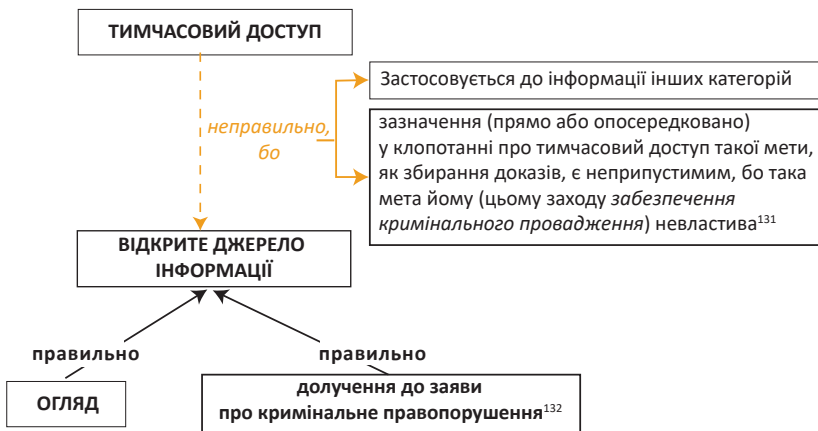 ТИМЧАСОВИЙ ДОСТУП
Застосовується до інформації інших категорій
неправильно,
бо
зазначення (прямо або опосередковано)
у клопотанні про тимчасовий доступ такої мети,
як збирання доказів, є неприпустимим, бо така
мета йому (цьому заходу забезпечення
кримінального провадження) невластива¹³¹
ВІДКРИТЕ ДЖЕРЕЛО
ІНФОРМАЦІЇ
правильно
правильно
ОГЛЯД
долучення до заяви
про кримінальне правопорушення¹³²